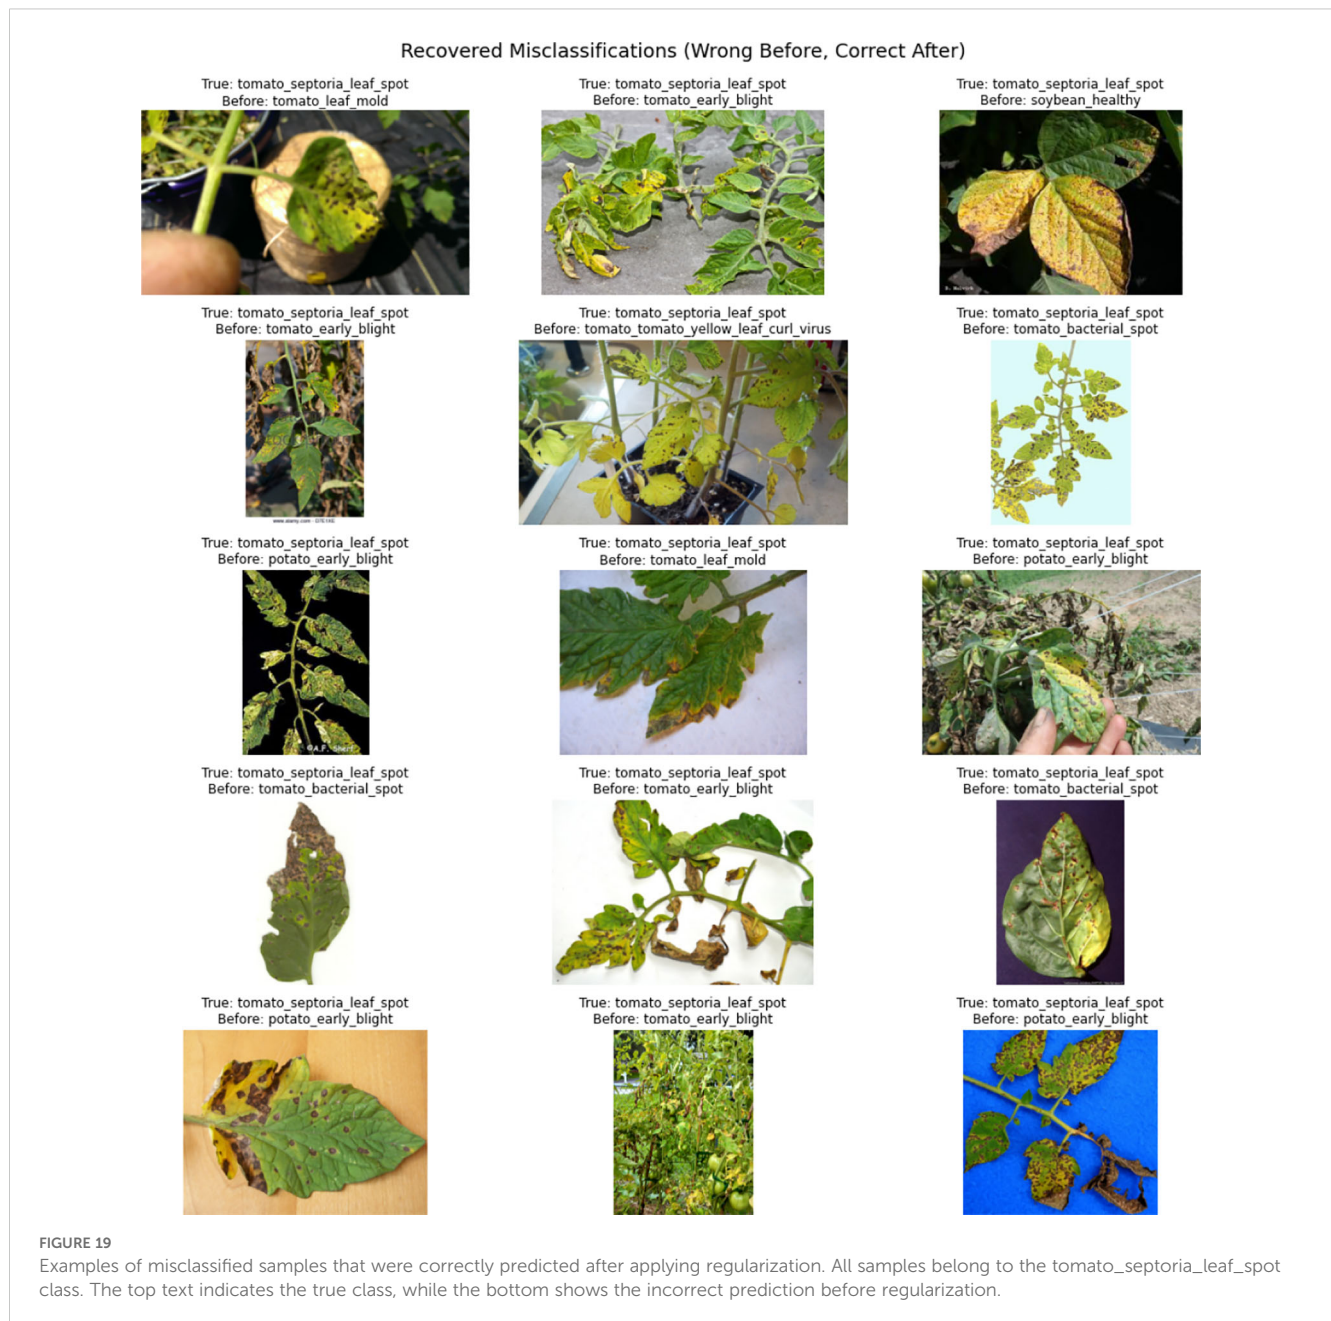 Recovered Misclassifications (Wrong Before, Correct After)
True: tomato_septoria_leaf_spot
Before: tomato_leaf_mold
True: tomato_septoria_leaf_spot
Before: tomato_early_blight
True: tomato_septoria_leaf_spot
Before: soybean_healthy
True: tomato_septoria_leaf_spot
Before: tomato_early_blight
True: tomato_septoria_leaf_spot
Before: tomato_tomato_yellow_leaf_curl_virus
True: tomato_septoria_leaf_spot
Before: tomato_bacterial_spot
True: tomato_septoria_leaf_spot
Before: potato_early_blight
©A.F. Sherf
True: tomato_septoria_leaf_spot
Before: tomato_leaf_mold
True: tomato_septoria_leaf_spot
Before: potato_early_blight
True: tomato_septoria_leaf_spot
Before: tomato_bacterial_spot
True: tomato_septoria_leaf_spot
Before: tomato_early_blight
True: tomato_septoria_leaf_spot
Before: tomato_bacterial_spot
True: tomato_septoria_leaf_spot
Before: potato_early_blight
True: tomato_septoria_leaf_spot
Before: tomato_early_blight
True: tomato_septoria_leaf_spot
Before: potato_early_blight
FIGURE 19
Examples of misclassified samples that were correctly predicted after applying regularization. All samples belong to the tomato_septoria_leaf_spot
class. The top text indicates the true class, while the bottom shows the incorrect prediction before regularization.